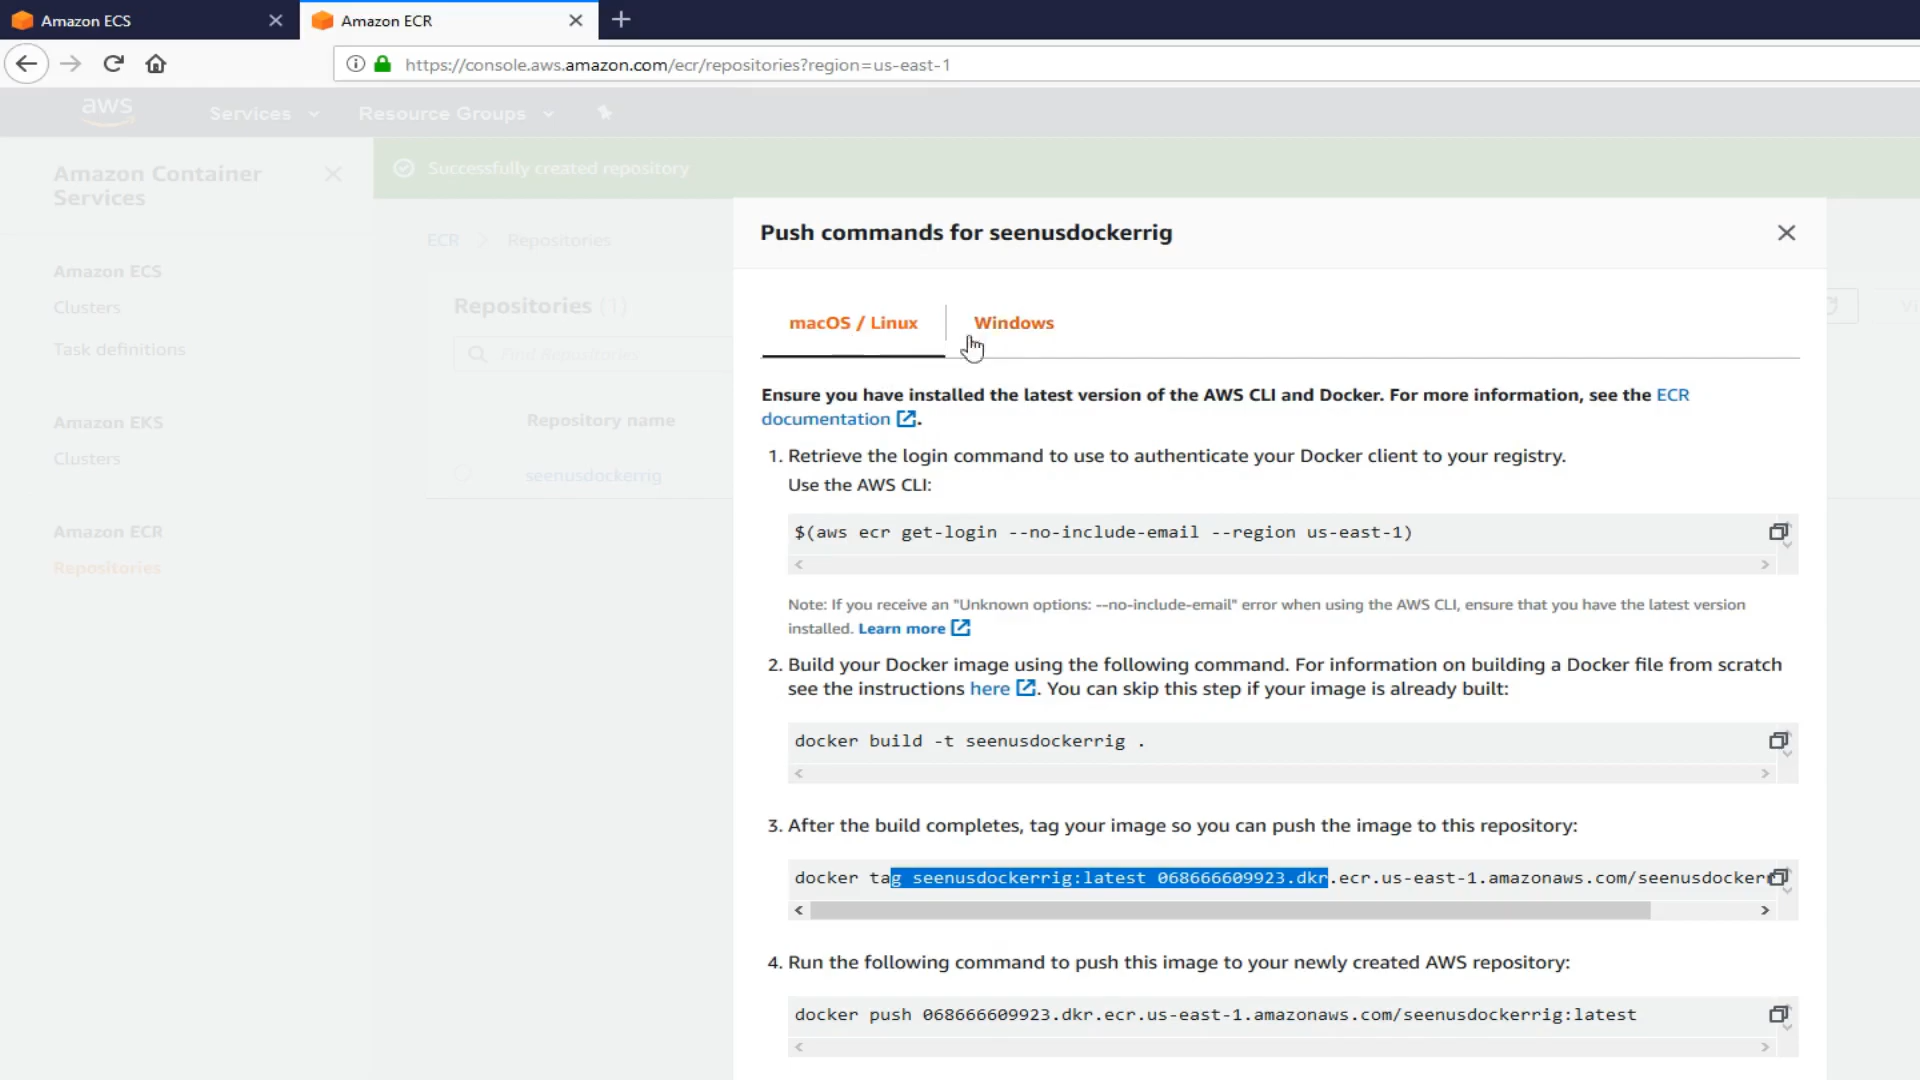 Amazon ECS
Amazon ECR
https://console.aws.amazon.com/ecr/repositories?region=us-east-1
aws
Services
Resource Groups
Amazon Container
Services
Successfully created repository
ECR
Repositories
Amazon ECS
Clusters
Task definitions
Amazon EKS
Clusters
Amazon ECR
Repositories
Repositories (1)
Find Repositories
Repository name
seenusdockerrig
Vi
Push commands for seenusdockerrig
macOS / Linux
Windows
Ensure you have installed the latest version of the AWS CLI and Docker. For more information, see the ECR
documentation .
1. Retrieve the login command to use to authenticate your Docker client to your registry.
Use the AWS CLI:
$(aws ecr get-login --no-include-email --region us-east-1)
Note: If you receive an "Unknown options: --no-include-email" error when using the AWS CLI, ensure that you have the latest version
installed. Learn more
2. Build your Docker image using the following command. For information on building a Docker file from scratch
see the instructions here . You can skip this step if your image is already built:
docker build -t seenusdockerrig .
3. After the build completes, tag your image so you can push the image to this repository:
docker tag seenusdockerrig:latest 068666609923.dkr.ecr.us-east-1.amazonaws.com/seenusdockerr
4. Run the following command to push this image to your newly created AWS repository:
docker push 068666609923.dkr.ecr.us-east-1.amazonaws.com/seenusdockerrig:latest